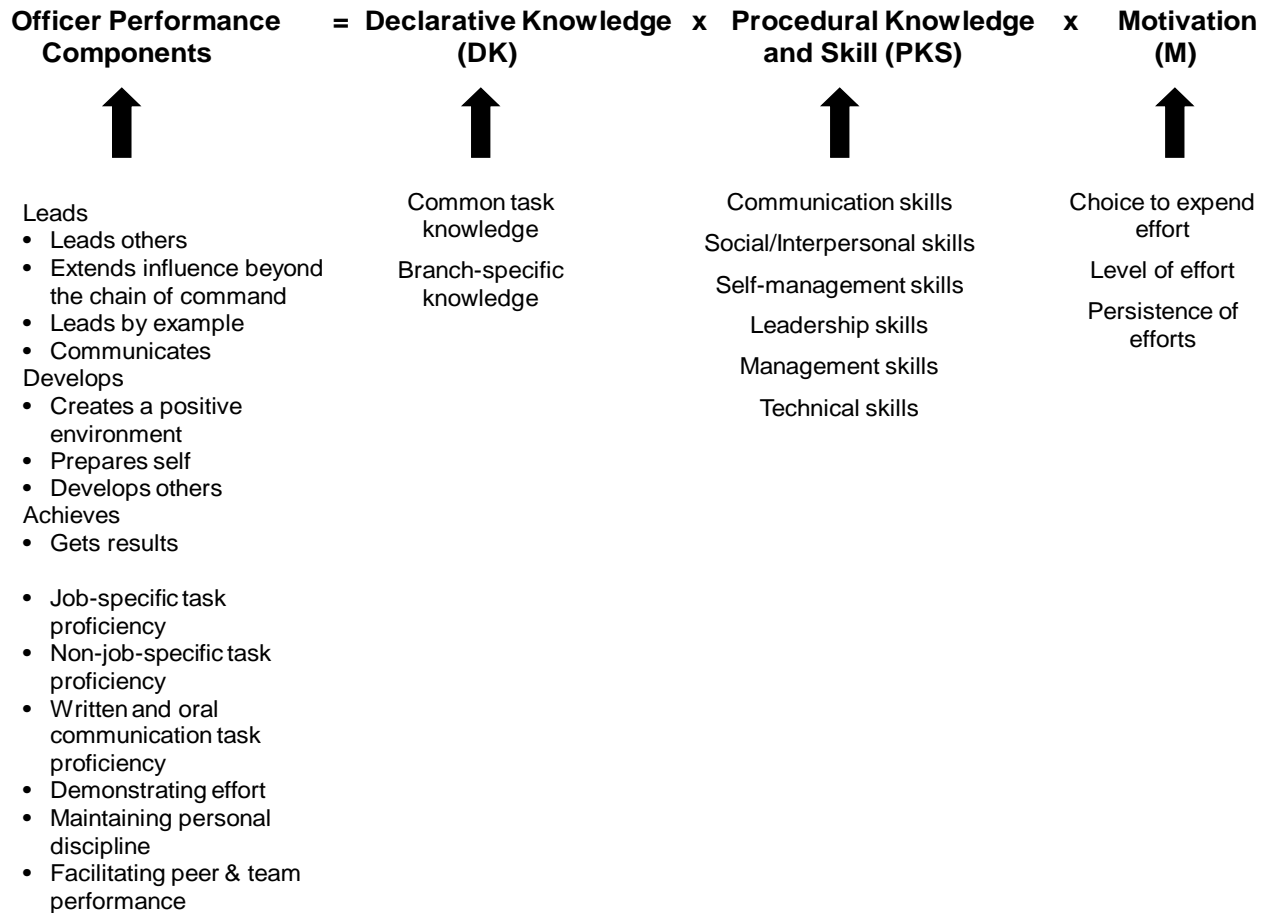 Officer Performance = Declarative Knowledge x Procedural Knowledge x Motivation
Components (DK) and Skill (PKS) (M)
Leads
• Leads others
• Extends influence beyond
the chain of command
• Leads by example
• Communicates
Develops
• Creates a positive
environment
• Prepares self
• Develops others
Achieves
• Gets results
• Job-specific task
proficiency
• Non-job-specific task
proficiency
• Written and oral
communication task
proficiency
• Demonstrating effort
• Maintaining personal
discipline
• Facilitating peer & team
performance
Common task
knowledge
Branch-specific
knowledge
Communication skills
Social/Interpersonal skills
Self-management skills
Leadership skills
Management skills
Technical skills
Choice to expend
effort
Level of effort
Persistence of
efforts